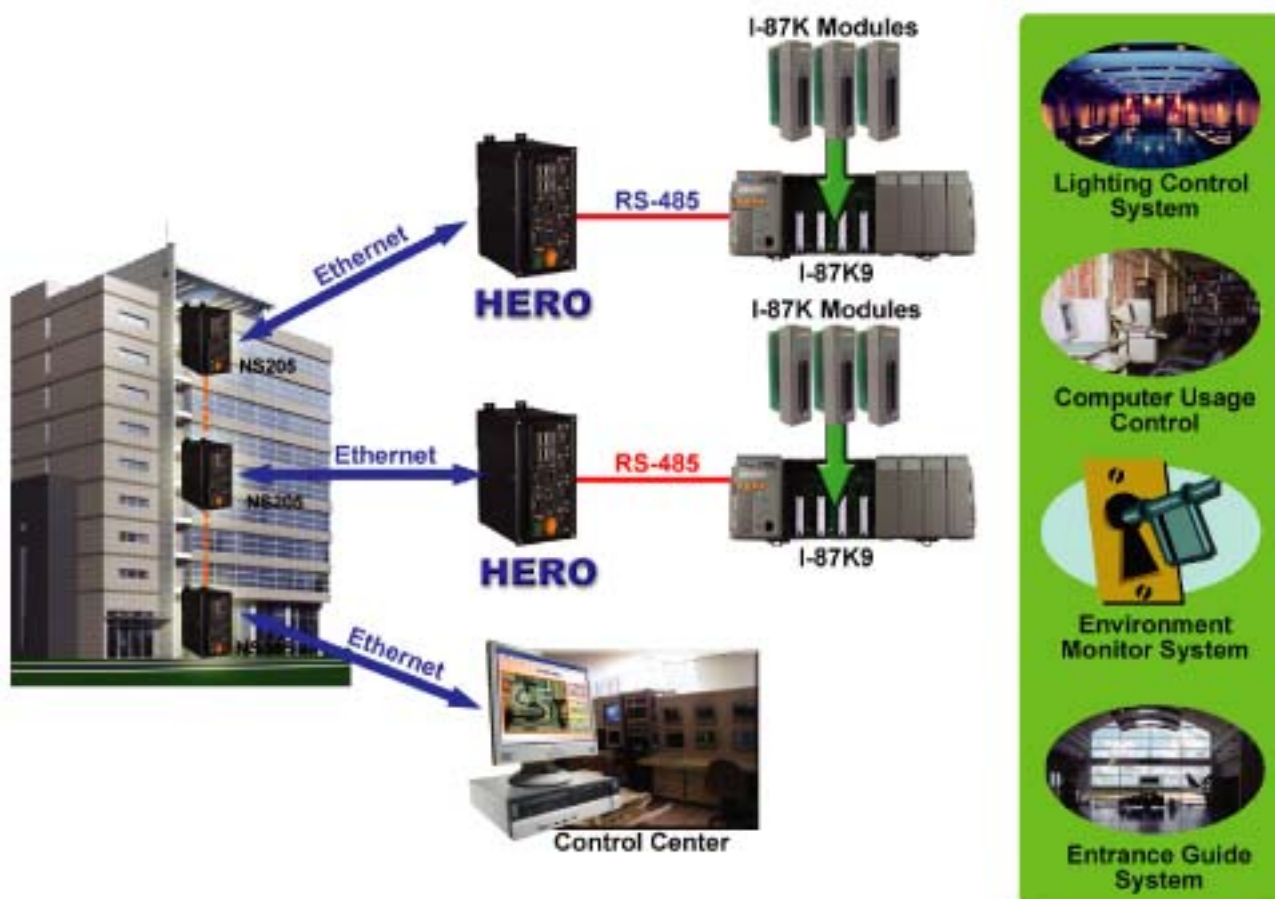 I-87K Modules
RS-485
Ethernet
I-87K9
HERO
NS205
I-87K Modules
Ethernet
RS-485
NS205
I-87K9
HERO
Ethernet
Control Center
Lighting Control
System
Computer Usage
Control
Environment
Monitor System
Entrance Guide
System